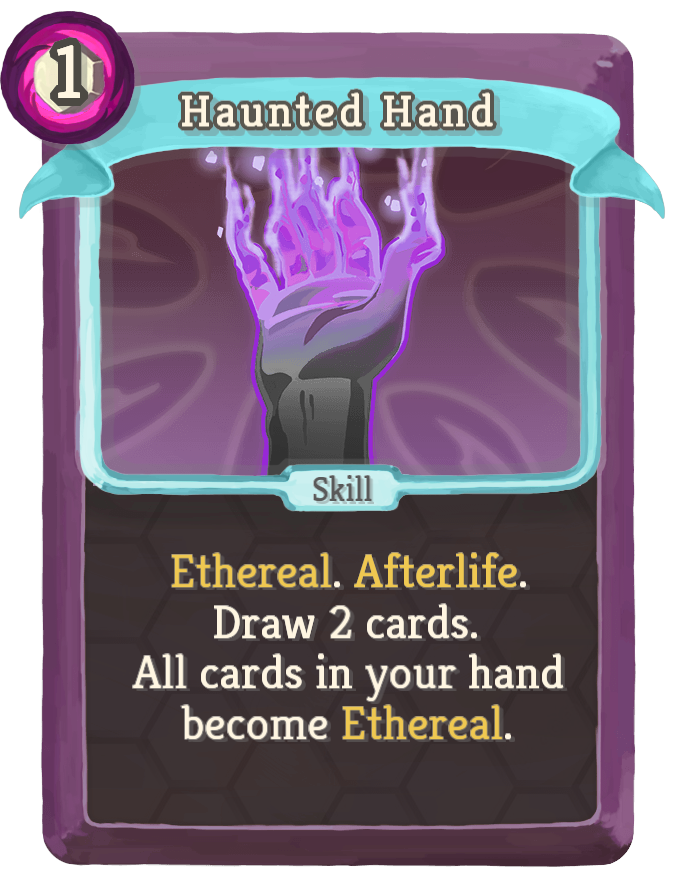 1
Haunted Hand
Skill
Ethereal. Afterlife.
Draw 2 cards.
All cards in your hand
become Ethereal.